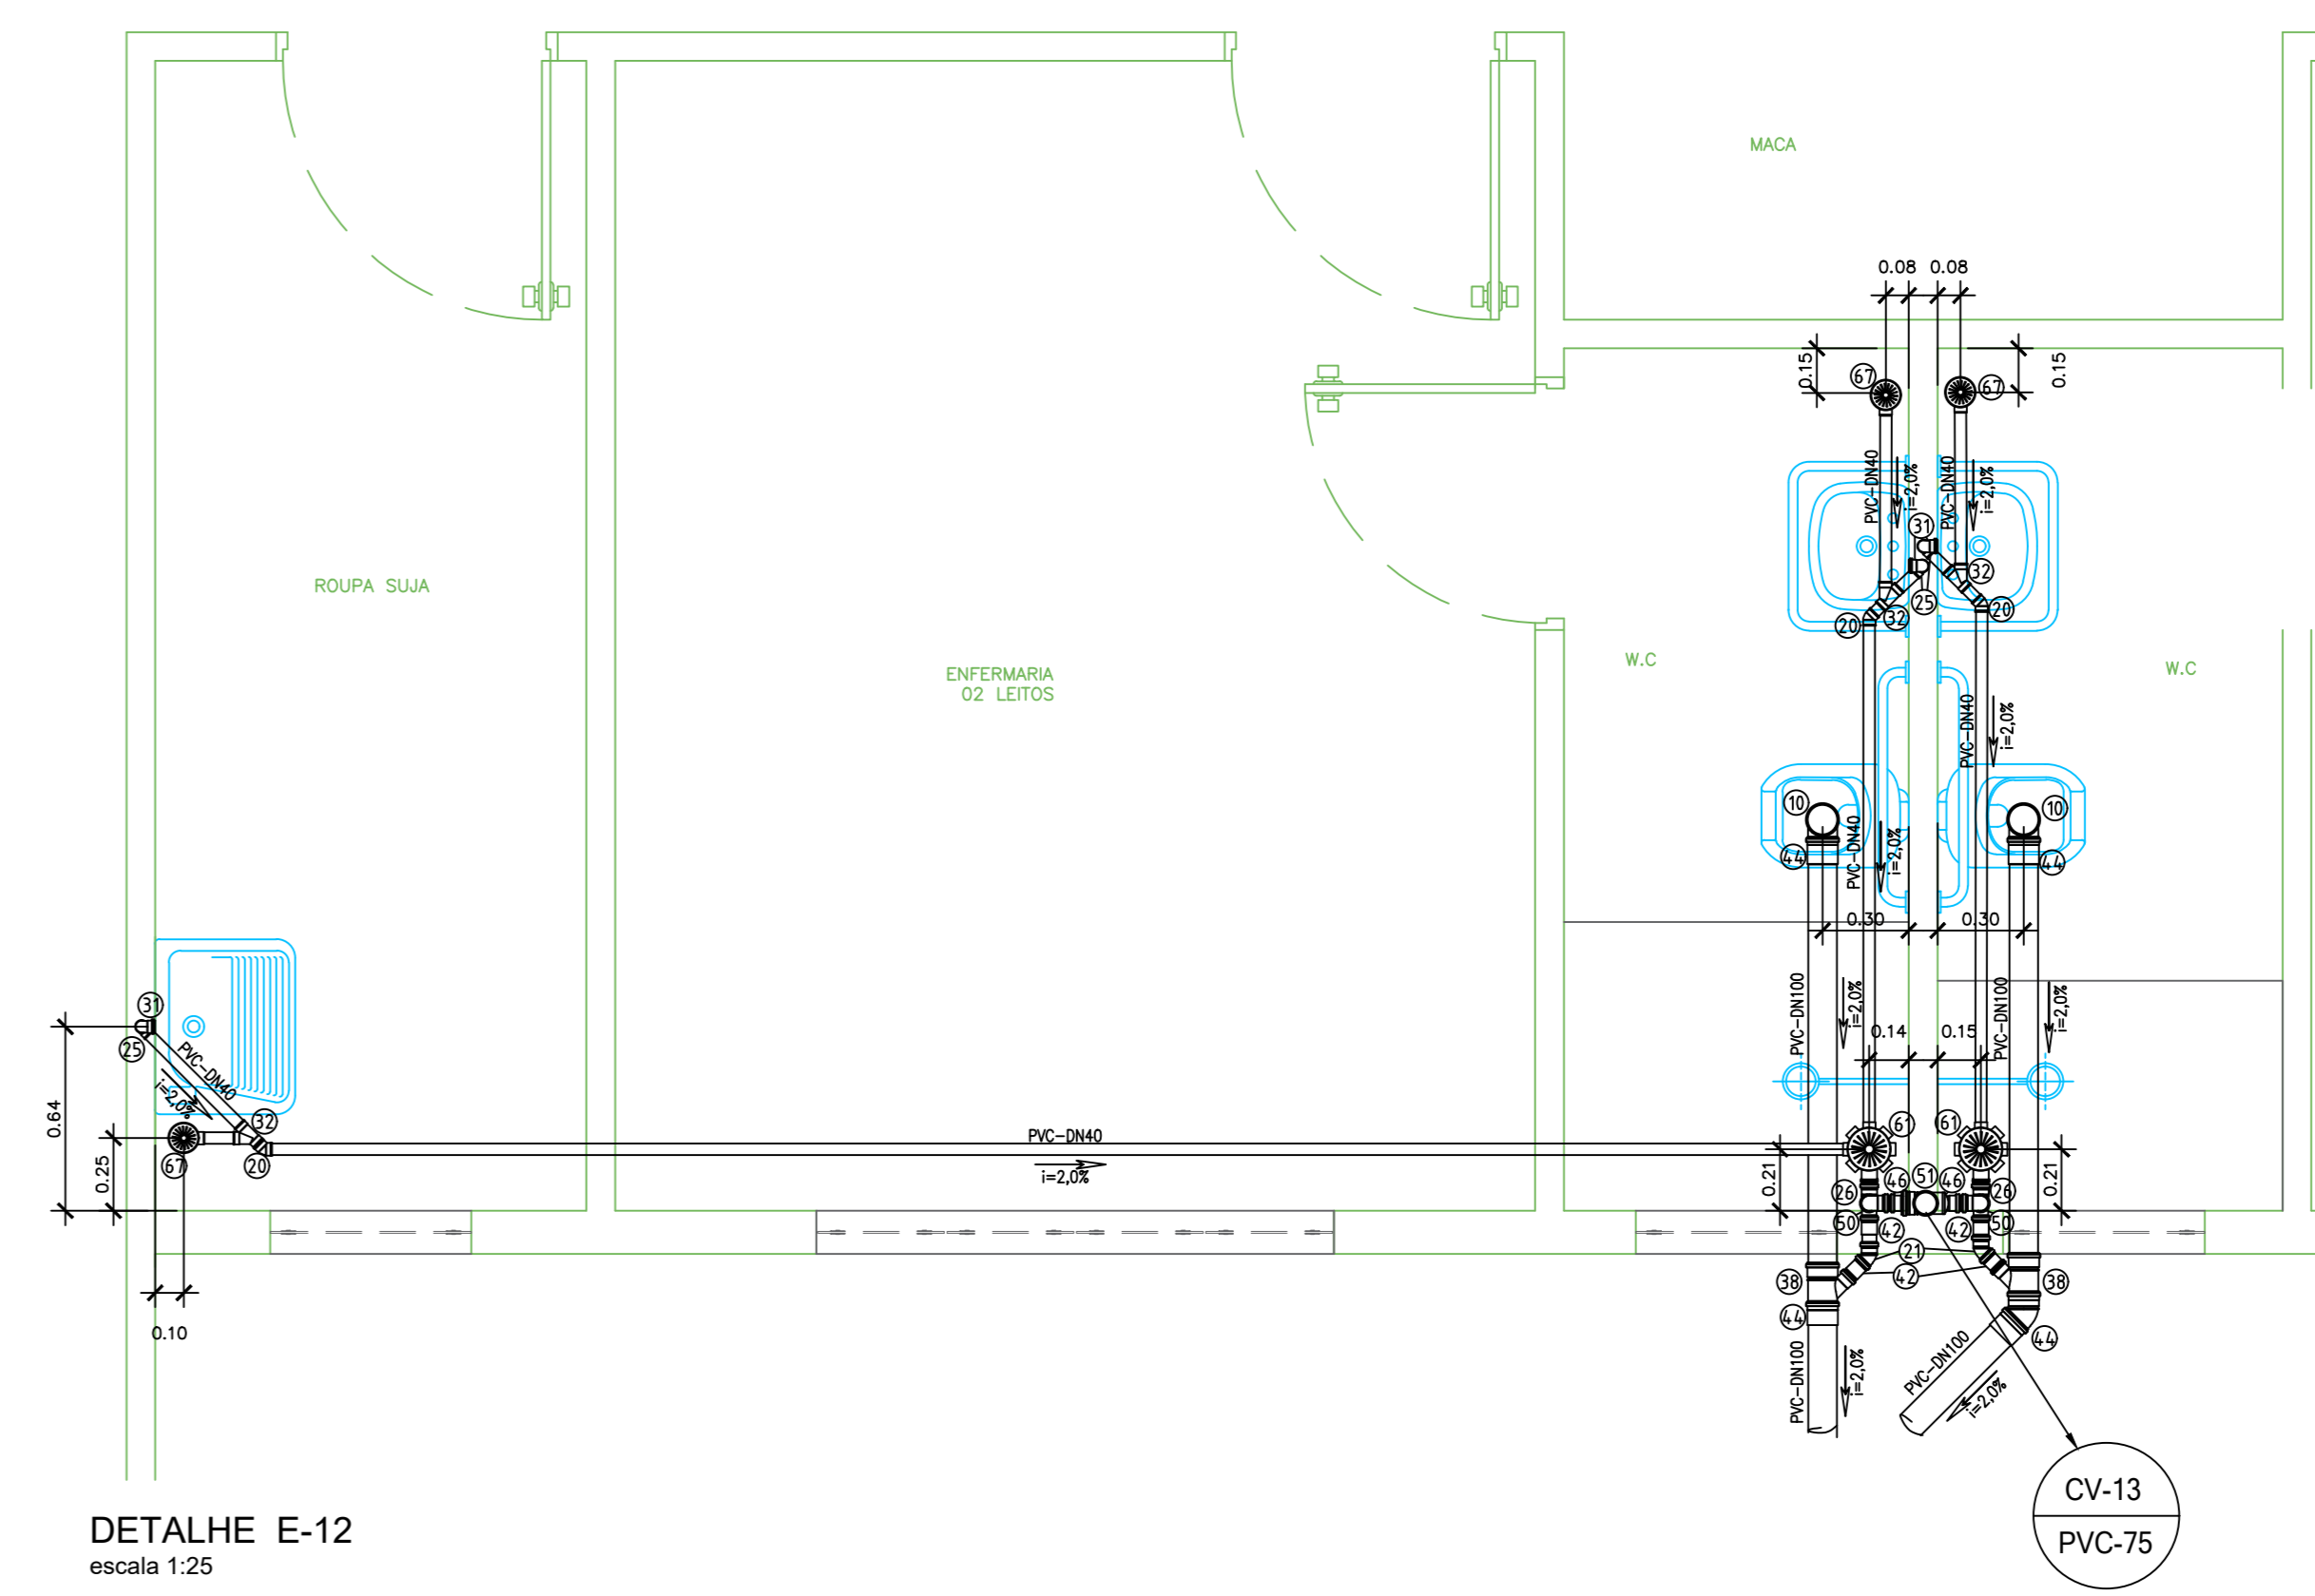 MACA
0.08 0.08
0.15
67
67
0.15
PVC-DN40
i=2,0%
PVC-DN40
i=2,0%
31
32
25
20
32
20
ROUPA SUJA
ENFERMARIA
02 LEITOS
W.C
W.C
PVC-DN40
i=2,0%
10
10
PVC-DN40
i=2,0%
44
44
0.30 0.30
PVC-DN100
i=2,0%
PVC-DN100
i=2,0%
0.14 0.15
31
25
PVC-DN40
i=2,0%
0.64
32
67
20
0.25
PVC-DN40
i=2,0%
61
61
0.21
0.21
26
46
51
46
26
50
42
42
50
21
42
38
38
44
44
0.10
PVC-DN100
i=2,0%
PVC-DN100
i=2,0%
CV-13
PVC-75
DETALHE E-12
escala 1:25